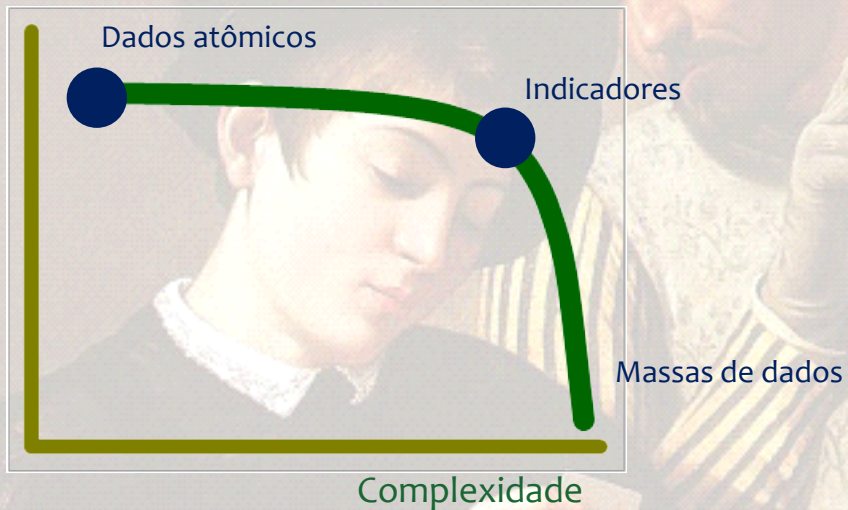 Dados atômicos
Indicadores
Massas de dados
Complexidade